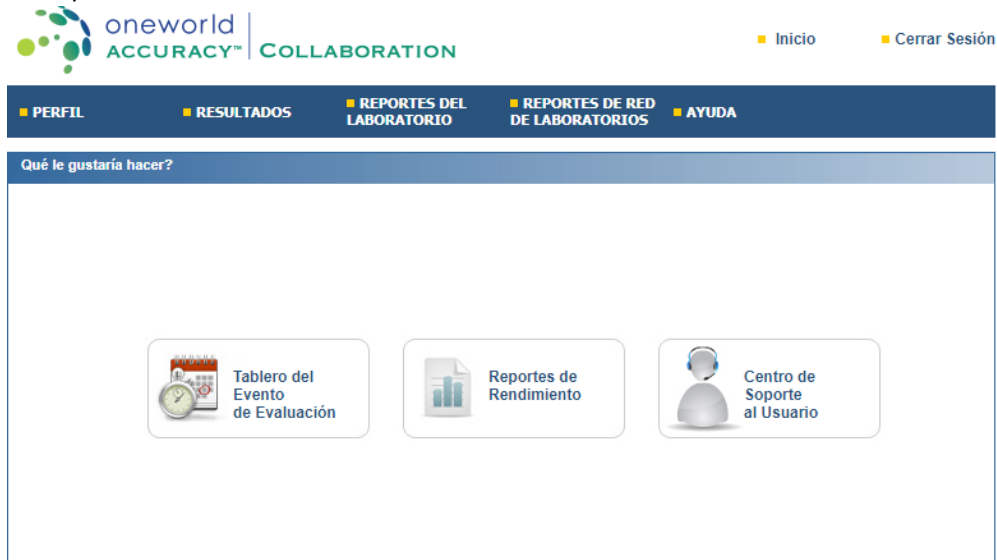 oneworld
ACCURACY™ COLLABORATION
Inicio
Cerrar Sesión
PERFIL
RESULTADOS
REPORTES DEL
LABORATORIO
REPORTES DE RED
DE LABORATORIOS
AYUDA
Qué le gustaría hacer?
Tablero del
Evento
de Evaluación
Reportes de
Rendimiento
Centro de
Soporte
al Usuario